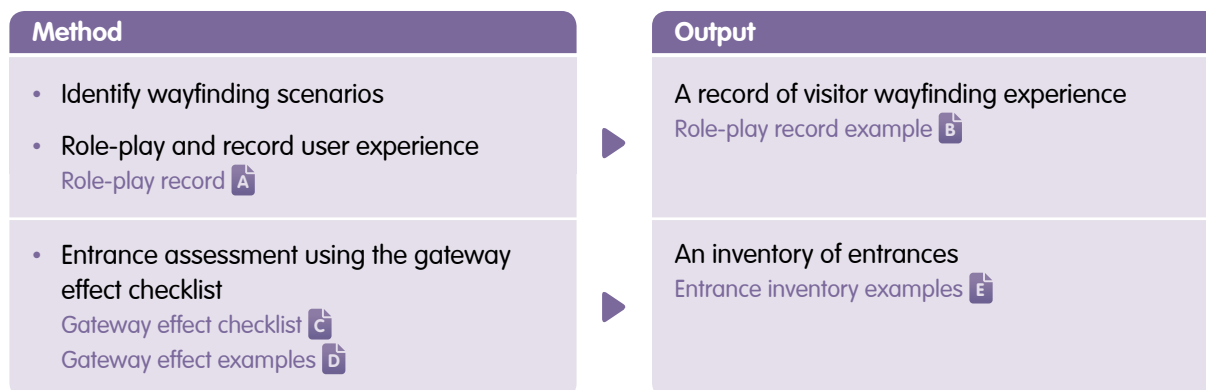 Method
• Identify wayfinding scenarios
• Role-play and record user experience
Role-play record A
• Entrance assessment using the gateway
effect checklist
Gateway effect checklist C
Gateway effect examples D
Output
A record of visitor wayfinding experience
Role-play record example B
An inventory of entrances
Entrance inventory examples E